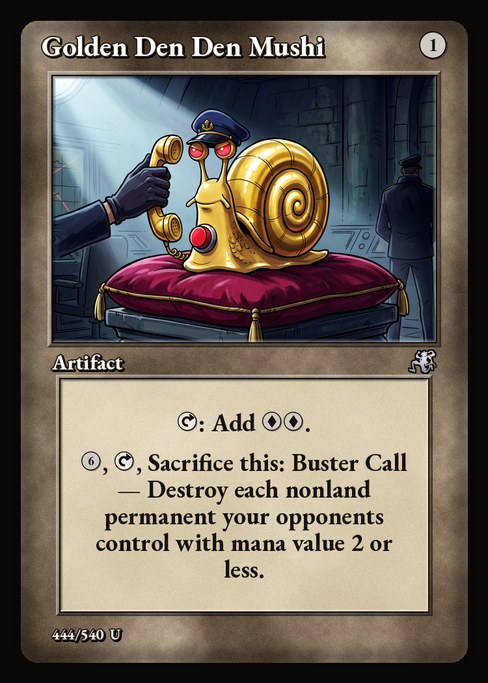 Golden Den Den Mushi 1
Artifact
: Add .
6, , Sacrifice this: Buster Call
— Destroy each nonland
permanent your opponents
control with mana value 2 or
less.
444/540 U